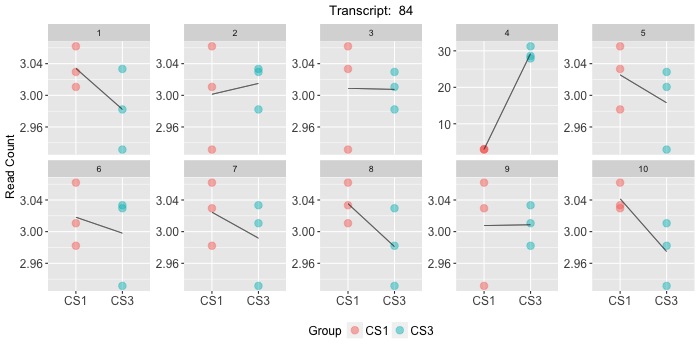 Transcript: 84
1 2 3 4 5
3.04 3.04 3.04 30 3.04
3.00 3.00 3.00 20 3.00
2.96 2.96 2.96 10 2.96
Read Count
6 7 8 9 10
3.04 3.04 3.04 3.04 3.04
3.00 3.00 3.00 3.00 3.00
2.96 2.96 2.96 2.96 2.96
CS1 CS3 CS1 CS3 CS1 CS3 CS1 CS3 CS1 CS3
Group CS1 CS3